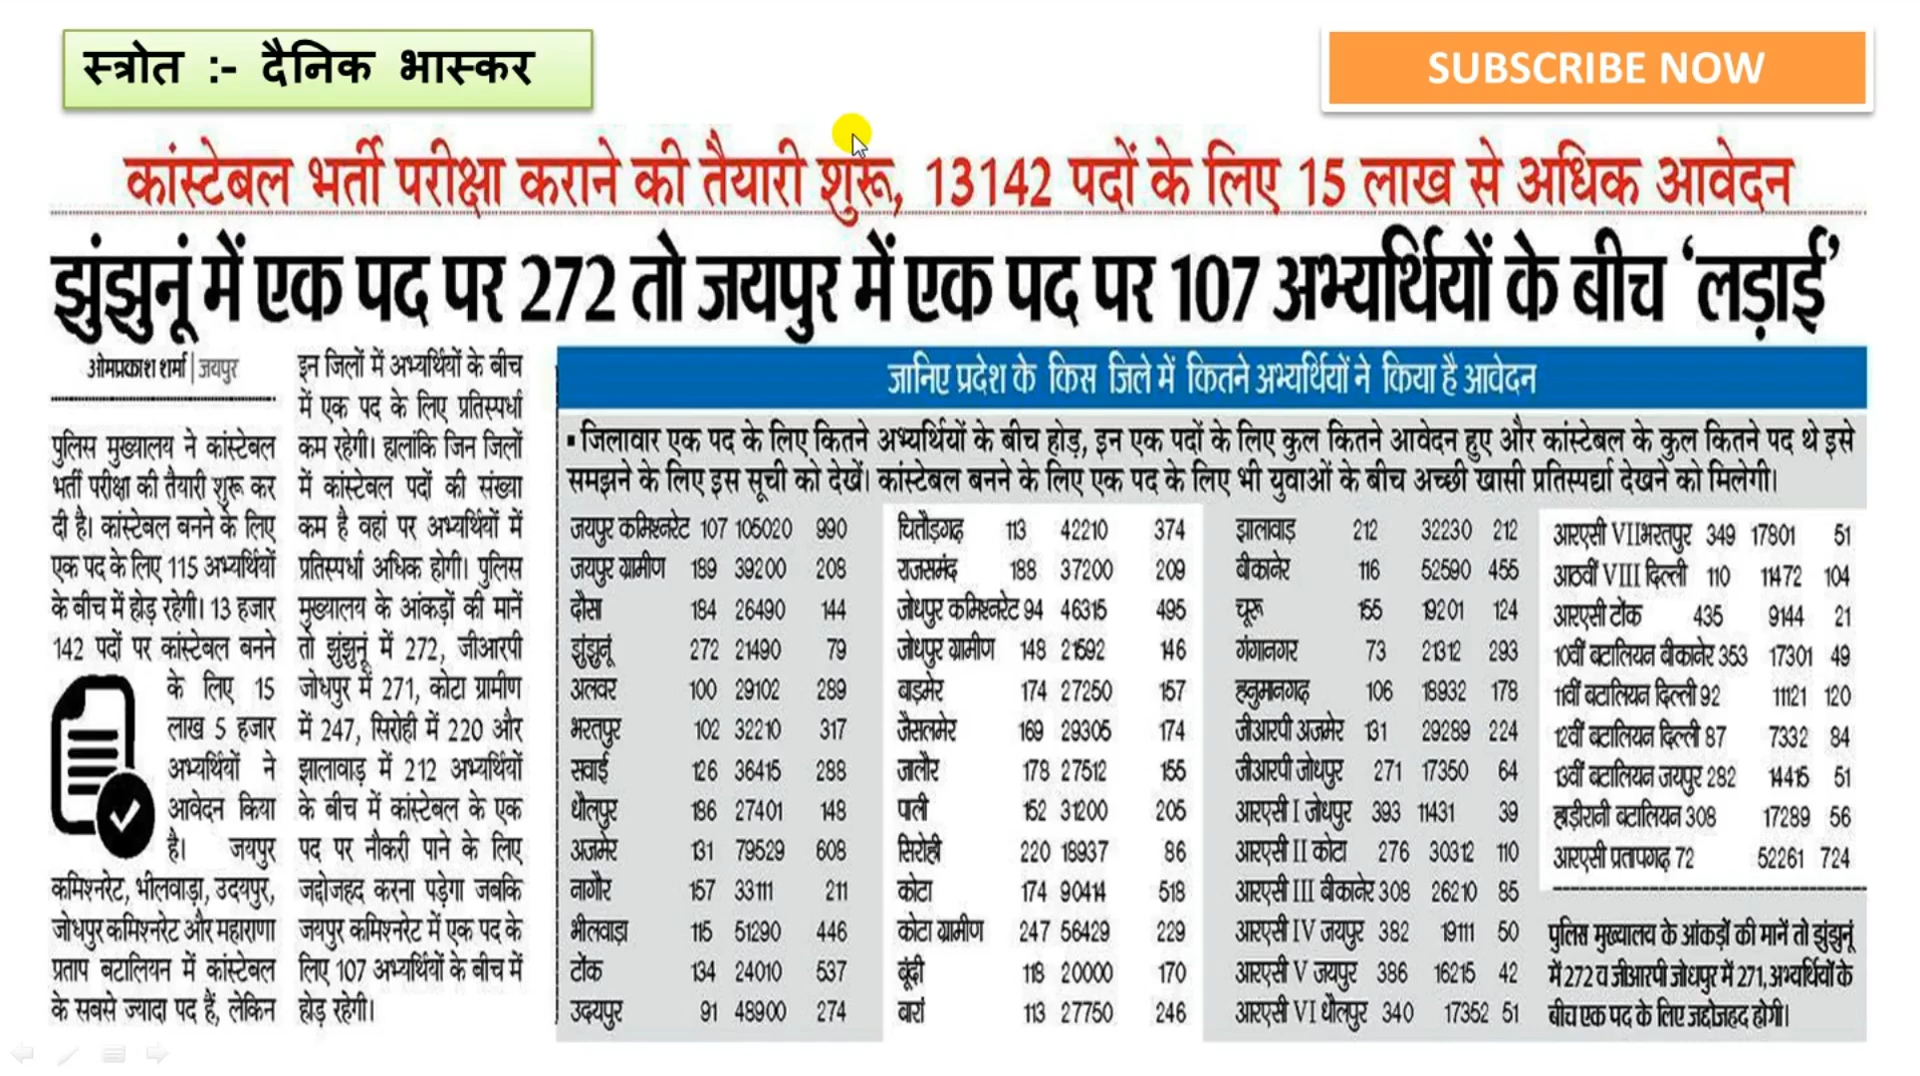 स्त्रोत :- दैनिक भास्कर
SUBSCRIBE NOW
कांस्टेबल भर्ती परीक्षा कराने की तैयारी शुरू, 13142 पदों के लिए 15 लाख से अधिक आवेदन
झुंझुनूं में एक पद पर 272 तो जयपुर में एक पद पर 107 अभ्यर्थियों के बीच ‘लड़ाई’
ओमप्रकाश शर्मा | जयपुर
पुलिस मुख्यालय ने कांस्टेबल
भर्ती परीक्षा की तैयारी शुरू कर
दी है। कांस्टेबल बनने के लिए
एक पद के लिए 115 अभ्यर्थियों
के बीच में होड़ रहेगी। 13 हजार
142 पदों पर कांस्टेबल बनने
के लिए 15
लाख 5 हजार
अभ्यर्थियों ने
आवेदन किया
है। जयपुर
कमिश्नरेट, भीलवाड़ा, उदयपुर,
जोधपुर कमिश्नरेट और महाराणा
प्रताप बटालियन में कांस्टेबल
के सबसे ज्यादा पद हैं, लेकिन
इन जिलों में अभ्यर्थियों के बीच
में एक पद के लिए प्रतिस्पर्धा
कम रहेगी। हालांकि जिन जिलों
में कांस्टेबल पदों की संख्या
कम है वहां पर अभ्यर्थियों में
प्रतिस्पर्धा अधिक होगी। पुलिस
मुख्यालय के आंकड़ों की मानें
तो झुंझुनूं में 272, जीआरपी
जोधपुर में 271, कोटा ग्रामीण
में 247, सिरोही में 220 और
झालावाड़ में 212 अभ्यर्थियों
के बीच में कांस्टेबल के एक
पद पर नौकरी पाने के लिए
जद्दोजहद करना पड़ेगा जबकि
जयपुर कमिश्नरेट में एक पद के
लिए 107 अभ्यर्थियों के बीच में
होड़ रहेगी।
जानिए प्रदेश के किस जिले में कितने अभ्यर्थियों ने किया है आवेदन
▪ जिलावार एक पद के लिए कितने अभ्यर्थियों के बीच होड़, इन एक पदों के लिए कुल कितने आवेदन हुए और कांस्टेबल के कुल कितने पद थे इसे
समझने के लिए इस सूची को देखें। कांस्टेबल बनने के लिए एक पद के लिए भी युवाओं के बीच अच्छी खासी प्रतिस्पर्द्या देखने को मिलेगी।
जयपुर कमिश्नरेट 107 105020 990
जयपुर ग्रामीण 189 39200 208
दौसा 184 26490 144
झुंझुनूं 272 21490 79
अलवर 100 29102 289
भरतपुर 102 32210 317
सवाई 126 36415 288
धौलपुर 186 27401 148
अजमेर 131 79529 608
नागौर 157 33111 211
भीलवाड़ा 115 51290 446
टोंक 134 24010 537
उदयपुर 91 48900 274
चितौड़गढ़ 113 42210 374
राजसमंद 188 37200 209
जोधपुर कमिश्नरेट 94 46315 495
जोधपुर ग्रामीण 148 21592 146
बाड़मेर 174 27250 157
जैसलमेर 169 29305 174
जालौर 178 27512 155
पाली 152 31200 205
सिरोही 220 18937 86
कोटा 174 90414 518
कोटा ग्रामीण 247 56429 229
बूंदी 118 20000 170
बारां 113 27750 246
झालावाड़ 212 32230 212
बीकानेर 116 52590 455
चूरू 155 19201 124
गंगानगर 73 21312 293
हनुमानगढ़ 106 18932 178
जीआरपी अजमेर 131 29289 224
जीआरपी जोधपुर 271 17350 64
आरएसी I जोधपुर 393 11431 39
आरएसी II कोटा 276 30312 110
आरएसी III बीकानेर 308 26210 85
आरएसी IV जयपुर 382 19111 50
आरएसी V जयपुर 386 16215 42
आरएसी VI धौलपुर 340 17352 51
आरएसी VIIभरतपुर 349 17801 51
आठवीं VIII दिल्ली 110 11472 104
आरएसी टोंक 435 9144 21
10वीं बटालियन बीकानेर 353 17301 49
11वीं बटालियन दिल्ली 92 11121 120
12वीं बटालियन दिल्ली 87 7332 84
13वीं बटालियन जयपुर 282 14415 51
हाड़ीरानी बटालियन 308 17289 56
आरएसी प्रतापगढ़ 72 52261 724
पुलिस मुख्यालय के आंकड़ों की मानें तो झुंझुनूं
में 272 व जीआरपी जोधपुर में 271, अभ्यर्थियों के
बीच एक पद के लिए जद्दोजहद होगी।